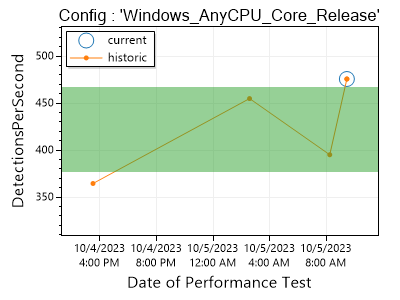 Config : 'Windows_AnyCPU_Core_Release'
current
historic
DetectionsPerSecond
500
450
400
350
10/4/2023 10/4/2023 10/5/2023 10/5/2023 10/5/2023
4:00 PM 8:00 PM 12:00 AM 4:00 AM 8:00 AM
Date of Performance Test